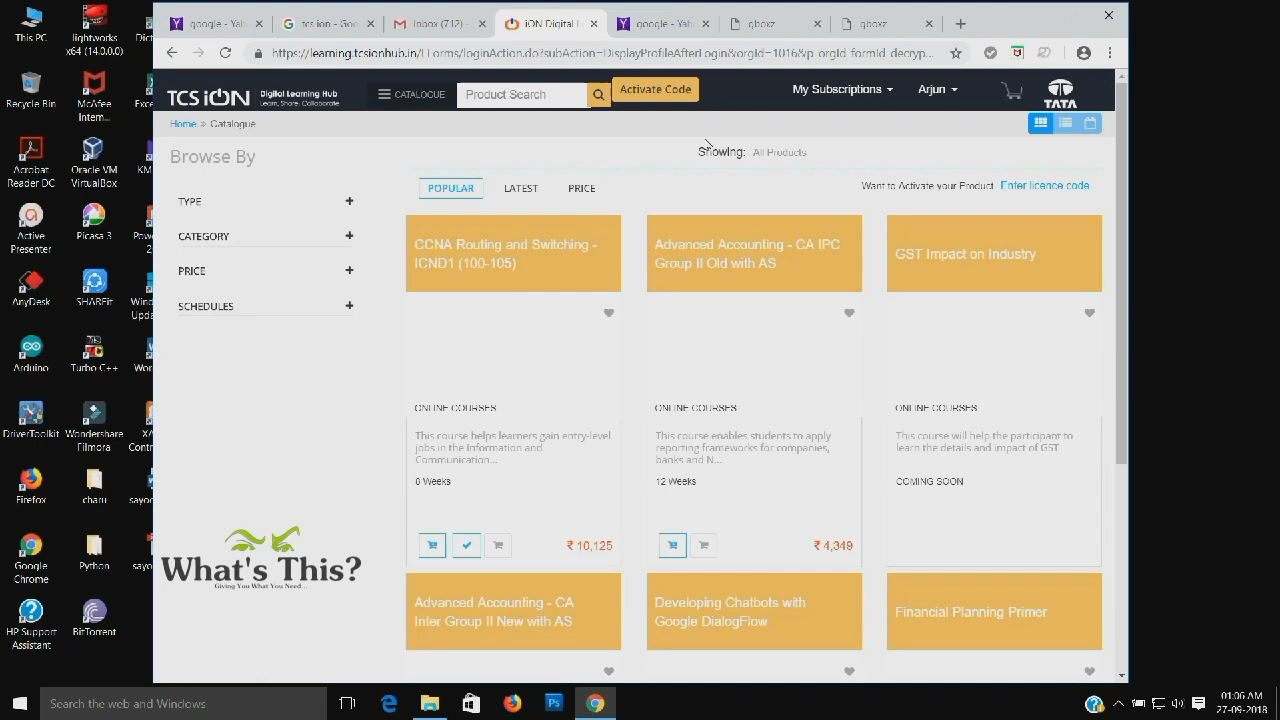 This PC
lightworks
x64 (14.0.0.0)
Recycle Bin
McAfee
Intern...
Acrobat
Reader DC
Oracle VM
VirtualBox
Active
Presenter
Picasa 3
AnyDesk
SHAREit
Arduino
Turbo C++
DriverToolkit
Wondershare
Filmora
Firefox
charu
Google
Chrome
Python
HP Support
Assistant
BitTorrent
google - Yah
tcs ion - Goo
Inbox (712) -
iON Digital L
google - Yah
qboxz
qboxz
https://learning.tcsionhub.in/LForms/loginAction.do?subAction=DisplayProfileAfterLogin&orgId=1016&p_orgId_formId_decryp...
TCS iON
Digital Learning Hub
Learn. Share. Collaborate
CATALOGUE
Product Search
Activate Code
My Subscriptions
Arjun
TATA
Home » Catalogue
Browse By
Showing: All Products
TYPE +
CATEGORY +
PRICE +
SCHEDULES +
POPULAR
LATEST
PRICE
Want to Activate your Product
Enter licence code
CCNA Routing and Switching -
ICND1 (100-105)
ONLINE COURSES
This course helps learners gain entry-level
jobs in the Information and
Communication...
8 Weeks
₹ 10,125
Advanced Accounting - CA IPC
Group II Old with AS
ONLINE COURSES
This course enables students to apply
reporting frameworks for companies,
banks and N...
12 Weeks
₹ 4,349
GST Impact on Industry
ONLINE COURSES
This course will help the participant to
learn the details and impact of GST
COMING SOON
Advanced Accounting - CA
Inter Group II New with AS
Developing Chatbots with
Google DialogFlow
Financial Planning Primer
What's This?
Giving You What You Need...
Search the web and Windows
Ps
01:06 AM
27-09-2018